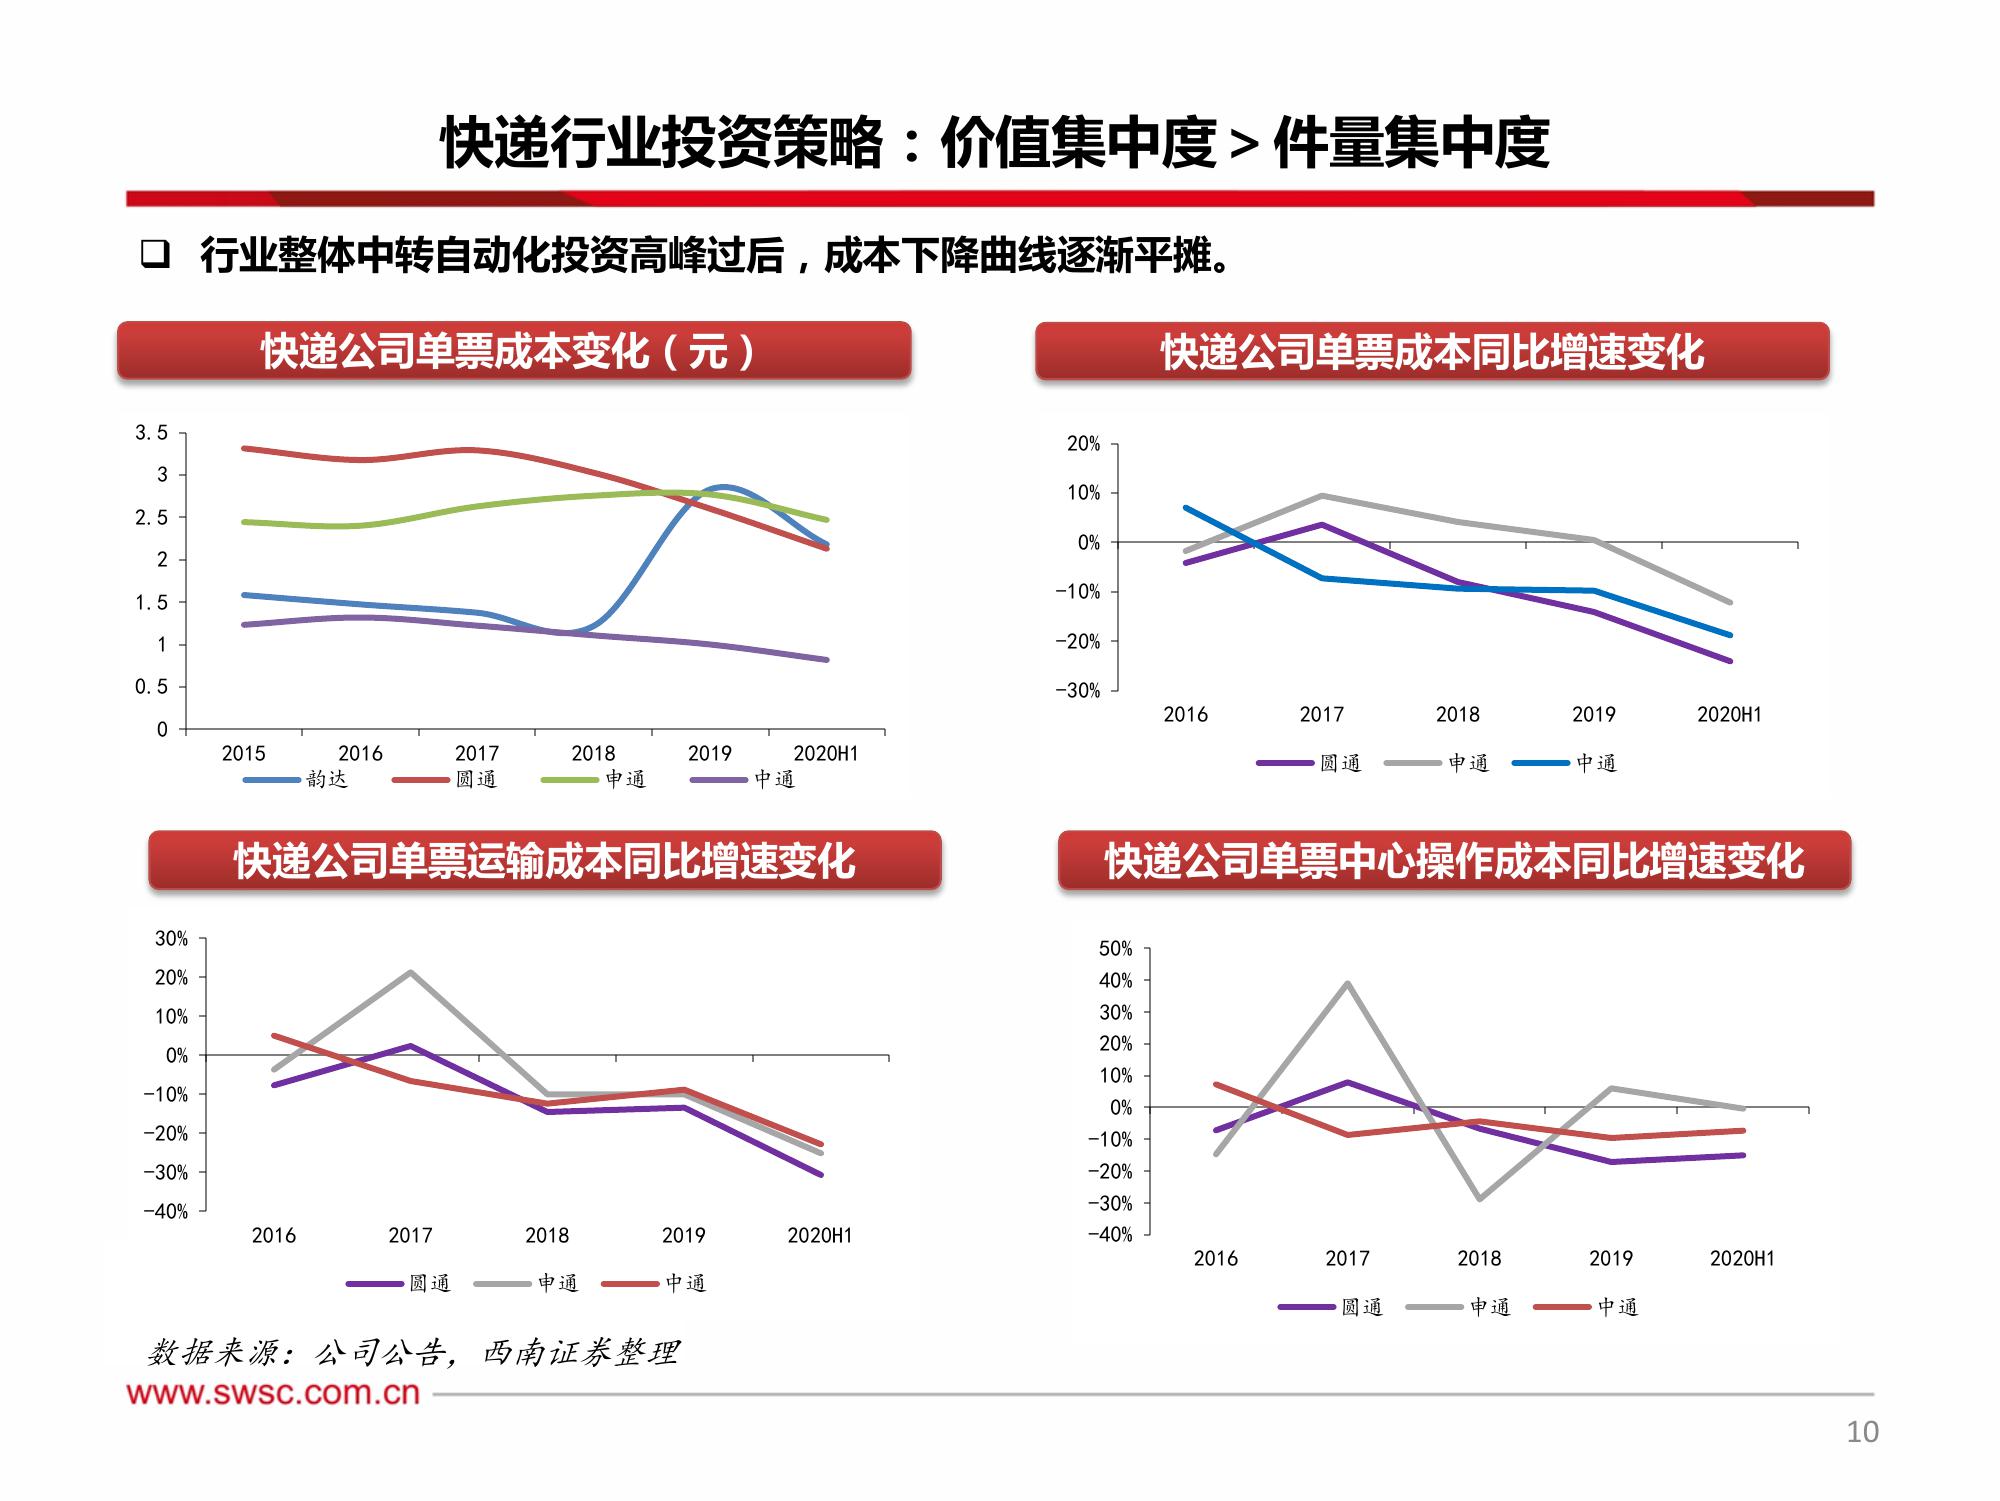 快递行业投资策略：价值集中度＞件量集中度
❑ 行业整体中转自动化投资高峰过后，成本下降曲线逐渐平摊。
快递公司单票成本变化（元）
3.5
3
2.5
2
1.5
1
0.5
0
2015 2016 2017 2018 2019 2020H1
韵达 圆通 申通 中通
快递公司单票成本同比增速变化
20%
10%
0%
-10%
-20%
-30%
2016 2017 2018 2019 2020H1
圆通 申通 中通
快递公司单票运输成本同比增速变化
30%
20%
10%
0%
-10%
-20%
-30%
-40%
2016 2017 2018 2019 2020H1
圆通 申通 中通
快递公司单票中心操作成本同比增速变化
50%
40%
30%
20%
10%
0%
-10%
-20%
-30%
-40%
2016 2017 2018 2019 2020H1
圆通 申通 中通
数据来源：公司公告，西南证券整理
www.swsc.com.cn
10